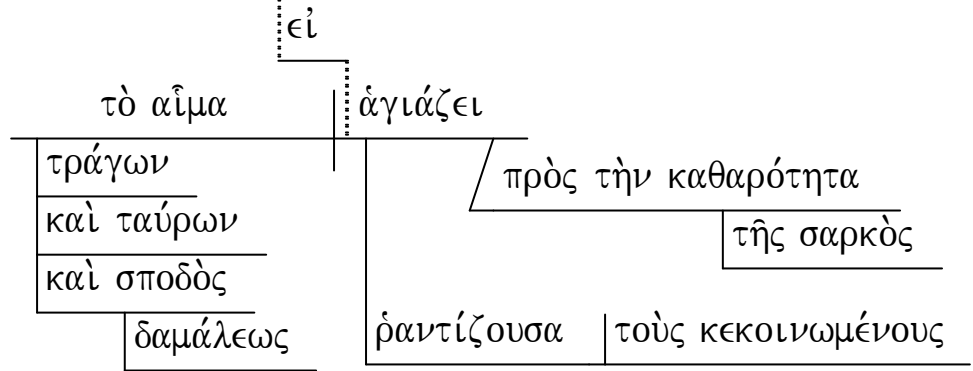 εἰ
τὸ αἷμα ἁγιάζει
τράγων
πρὸς τὴν καθαρότητα
καὶ ταύρων
τῆς σαρκὸς
καὶ σποδὸς
δαμάλεως
ῥαντίζουσα τοὺς κεκοινωμένους